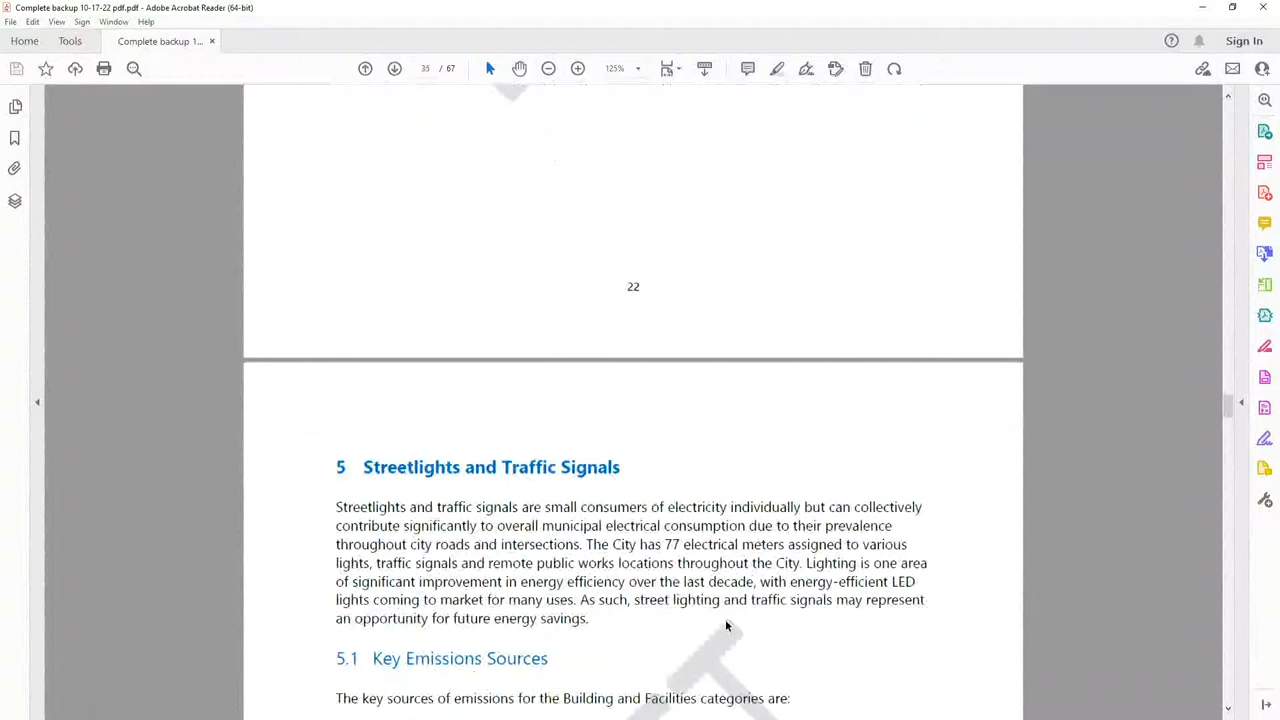 Complete backup 10-17-22 pdf.pdf - Adobe Acrobat Reader (64-bit)
File Edit View Sign Window Help
Home Tools Complete backup 1... × Sign In
35 / 67 125%
22
5 Streetlights and Traffic Signals
Streetlights and traffic signals are small consumers of electricity individually but can collectively
contribute significantly to overall municipal electrical consumption due to their prevalence
throughout city roads and intersections. The City has 77 electrical meters assigned to various
lights, traffic signals and remote public works locations throughout the City. Lighting is one area
of significant improvement in energy efficiency over the last decade, with energy-efficient LED
lights coming to market for many uses. As such, street lighting and traffic signals may represent
an opportunity for future energy savings.
5.1 Key Emissions Sources
The key sources of emissions for the Building and Facilities categories are: